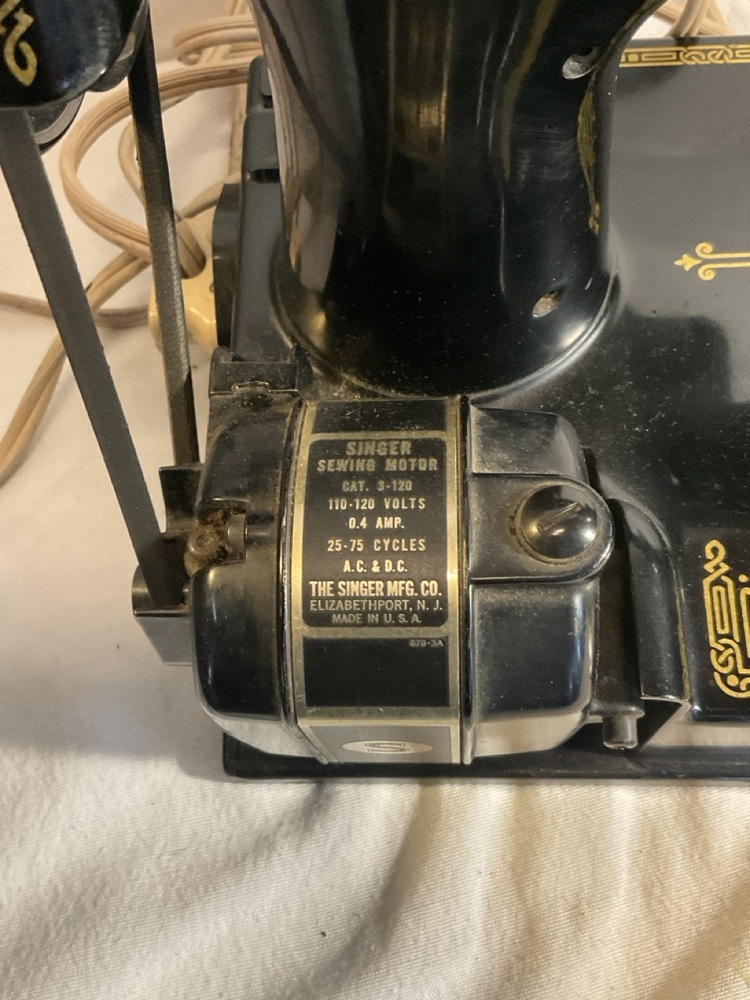 SINGER
SEWING MOTOR
CAT. 3-120
110-120 VOLTS
0.4 AMP.
25-75 CYCLES
A.C. & D.C.
THE SINGER MFG. CO.
ELIZABETHPORT, N. J.
MADE IN U. S. A.
S